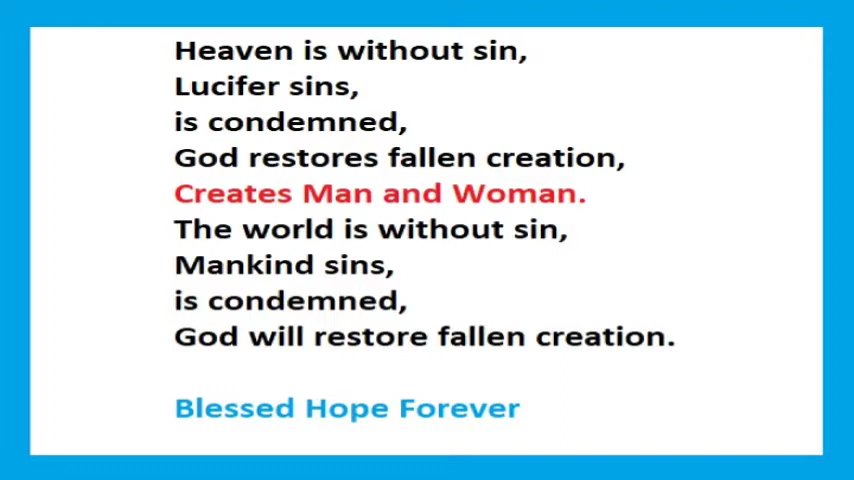 Heaven is without sin,
Lucifer sins,
is condemned,
God restores fallen creation,
Creates Man and Woman.
The world is without sin,
Mankind sins,
is condemned,
God will restore fallen creation.
Blessed Hope Forever